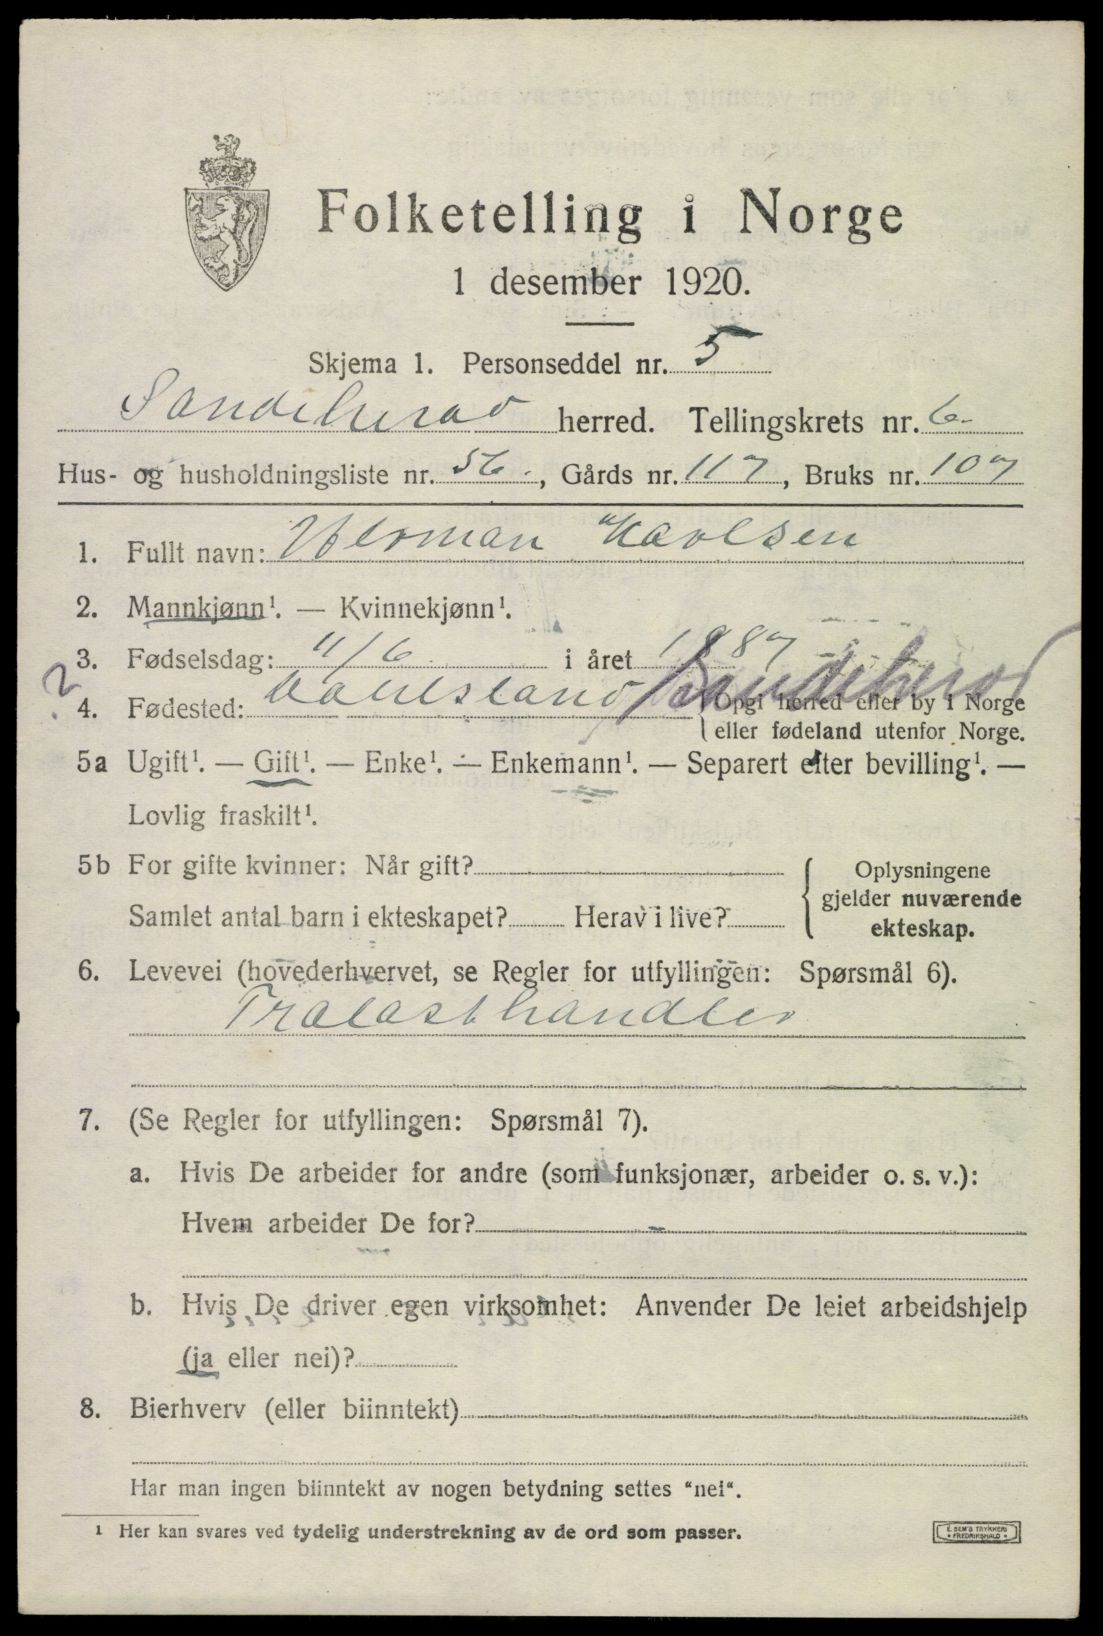 Folketelling i Norge
1 desember 1920.
Skjema 1. Personseddel nr. 5
Sandeherad herred. Tellingskrets nr. 6.
Hus- og husholdningsliste nr. 56., Gårds nr. 117, Bruks nr. 107
1. Fullt navn: Herman Karlsen
2. Mannkjønn¹. — Kvinnekjønn¹.
3. Fødselsdag: 11/6 i året 1887
? 4. Fødested: Sandeherad {Opgi herred eller by i Norge
eller fødeland utenfor Norge.
5a Ugift¹. — Gift¹. — Enke¹. — Enkemann¹. — Separert efter bevilling¹. —
Lovlig fraskilt¹.
5b For gifte kvinner: Når gift? { Oplysningene
gjelder nuværende
Samlet antal barn i ekteskapet? Herav i live?
ekteskap.
6. Levevei (hovederhvervet, se Regler for utfyllingen: Spørsmål 6).
Trælasthandler
7. (Se Regler for utfyllingen: Spørsmål 7).
a. Hvis De arbeider for andre (som funksjonær, arbeider o. s. v.):
Hvem arbeider De for? –
b. Hvis De driver egen virksomhet: Anvender De leiet arbeidshjelp
(ja eller nei)?
8. Bierhverv (eller biinntekt)
Har man ingen biinntekt av nogen betydning settes "nei".
¹ Her kan svares ved tydelig understrekning av de ord som passer.
E. SEM'S TRYKKERI
FREDRIKSHALD